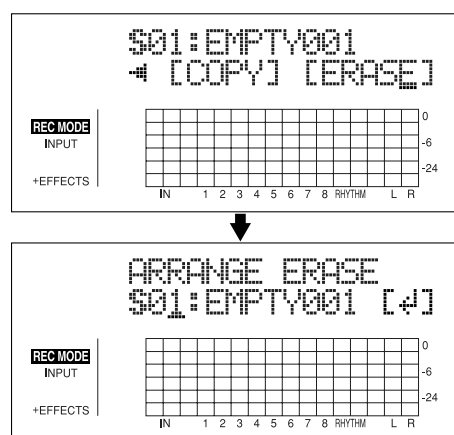 S01:EMPTY001
[COPY] [ERASE]
REC MODE
INPUT
+EFFECTS
0
-6
-24
IN 1 2 3 4 5 6 7 8 RHYTHM L R
ARRANGE ERASE
S01:EMPTY001 [↵]
REC MODE
INPUT
+EFFECTS
0
-6
-24
IN 1 2 3 4 5 6 7 8 RHYTHM L R